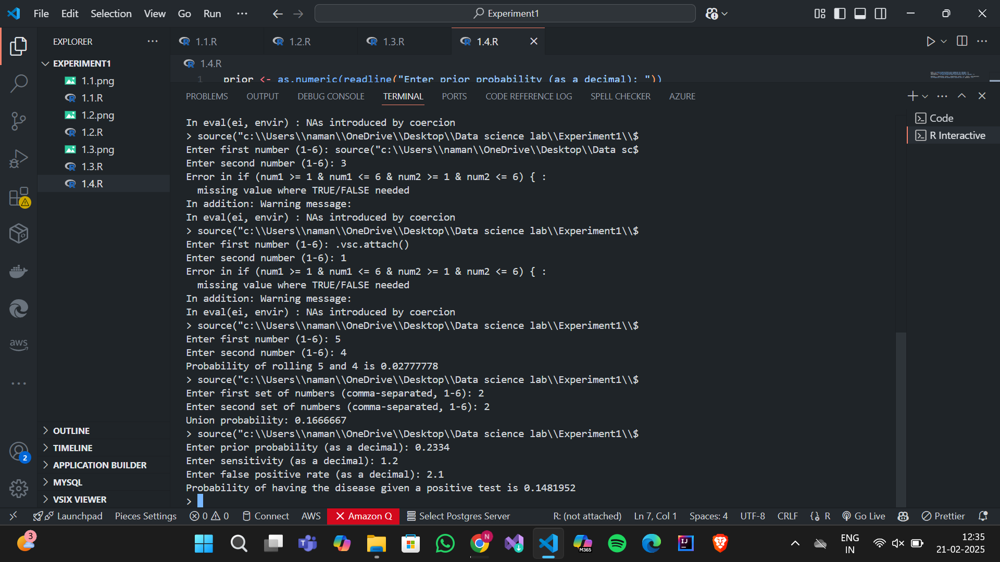 File Edit Selection View Go Run ...
Experiment1
EXPLORER
EXPERIMENT1
1.1.png
1.1.R
1.2.png
1.2.R
1.3.png
1.3.R
1.4.R
OUTLINE
TIMELINE
APPLICATION BUILDER
MYSQL
VSIX VIEWER
aws
2
1.1.R 1.2.R 1.3.R 1.4.R
1.4.R
1 prior <- as.numeric(readline("Enter prior probability (as a decimal): "))
PROBLEMS OUTPUT DEBUG CONSOLE TERMINAL PORTS CODE REFERENCE LOG SPELL CHECKER AZURE
In eval(ei, envir) : NAs introduced by coercion
> source("c:\\Users\\naman\\OneDrive\\Desktop\\Data science lab\\Experiment1\\$
Enter first number (1-6): source("c:\\Users\\naman\\OneDrive\\Desktop\\Data sc$
Enter second number (1-6): 3
Error in if (num1 >= 1 & num1 <= 6 & num2 >= 1 & num2 <= 6) { :
missing value where TRUE/FALSE needed
In addition: Warning message:
In eval(ei, envir) : NAs introduced by coercion
> source("c:\\Users\\naman\\OneDrive\\Desktop\\Data science lab\\Experiment1\\$
Enter first number (1-6): .vsc.attach()
Enter second number (1-6): 1
Error in if (num1 >= 1 & num1 <= 6 & num2 >= 1 & num2 <= 6) { :
missing value where TRUE/FALSE needed
In addition: Warning message:
In eval(ei, envir) : NAs introduced by coercion
> source("c:\\Users\\naman\\OneDrive\\Desktop\\Data science lab\\Experiment1\\$
Enter first number (1-6): 5
Enter second number (1-6): 4
Probability of rolling 5 and 4 is 0.02777778
> source("c:\\Users\\naman\\OneDrive\\Desktop\\Data science lab\\Experiment1\\$
Enter first set of numbers (comma-separated, 1-6): 2
Enter second set of numbers (comma-separated, 1-6): 2
Union probability: 0.1666667
> source("c:\\Users\\naman\\OneDrive\\Desktop\\Data science lab\\Experiment1\\$
Enter prior probability (as a decimal): 0.2334
Enter sensitivity (as a decimal): 1.2
Enter false positive rate (as a decimal): 2.1
Probability of having the disease given a positive test is 0.1481952
>
Code
R Interactive
Launchpad Pieces Settings 0 0 Connect AWS Amazon Q Select Postgres Server R: (not attached) Ln 7, Col 1 Spaces: 4 UTF-8 CRLF R Go Live Prettier
3
N
M365
IJ
ENG
IN
12:35
21-02-2025